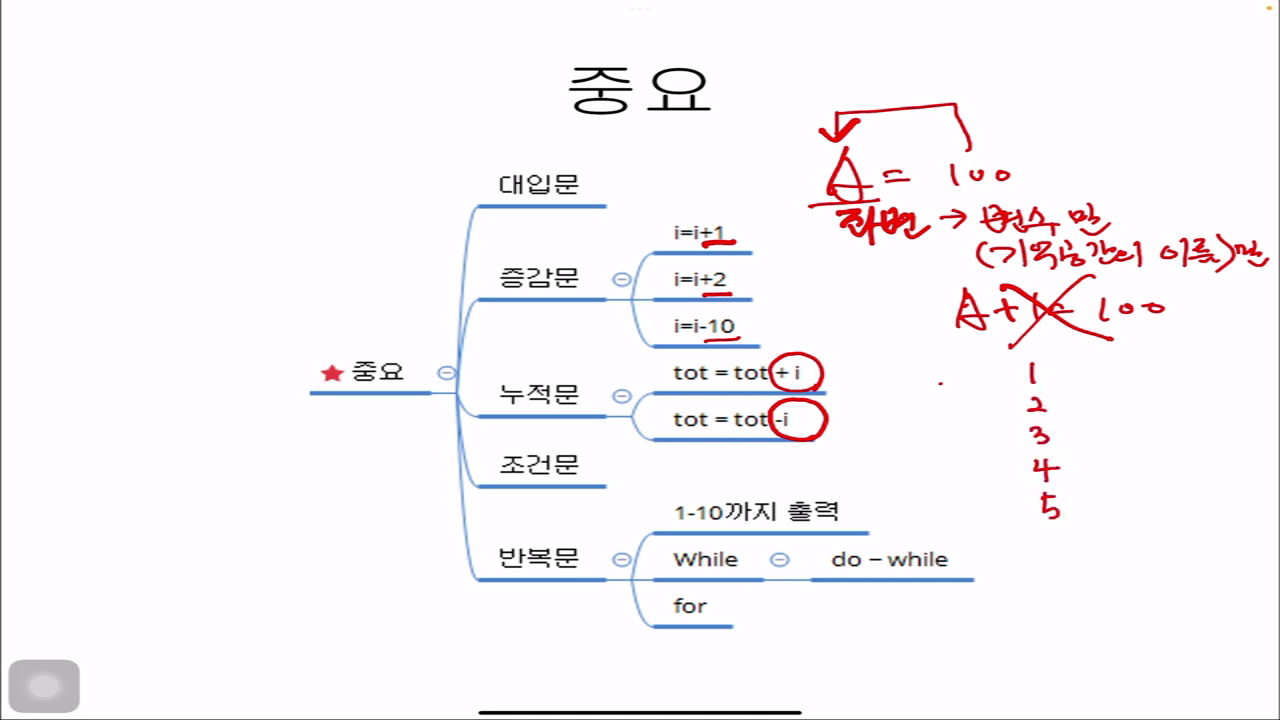 중요
대입문
i=i+1
증감문
i=i+2
i=i-10
중요
tot = tot + i
누적문
tot = tot -i
조건문
1-10까지 출력
반복문
While
do – while
for
A = 100
좌변 → 변수만
(기억공간의 이름)만
A+1= 100
1
2
3
4
5